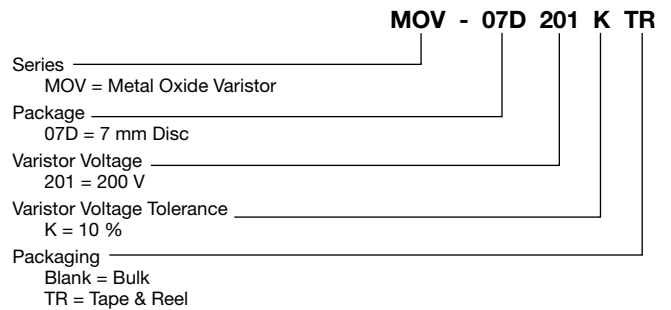 MOV - 07D 201 K TR
Series
MOV = Metal Oxide Varistor
Package
07D = 7 mm Disc
Varistor Voltage
201 = 200 V
Varistor Voltage Tolerance
K = 10 %
Packaging
Blank = Bulk
TR = Tape & Reel